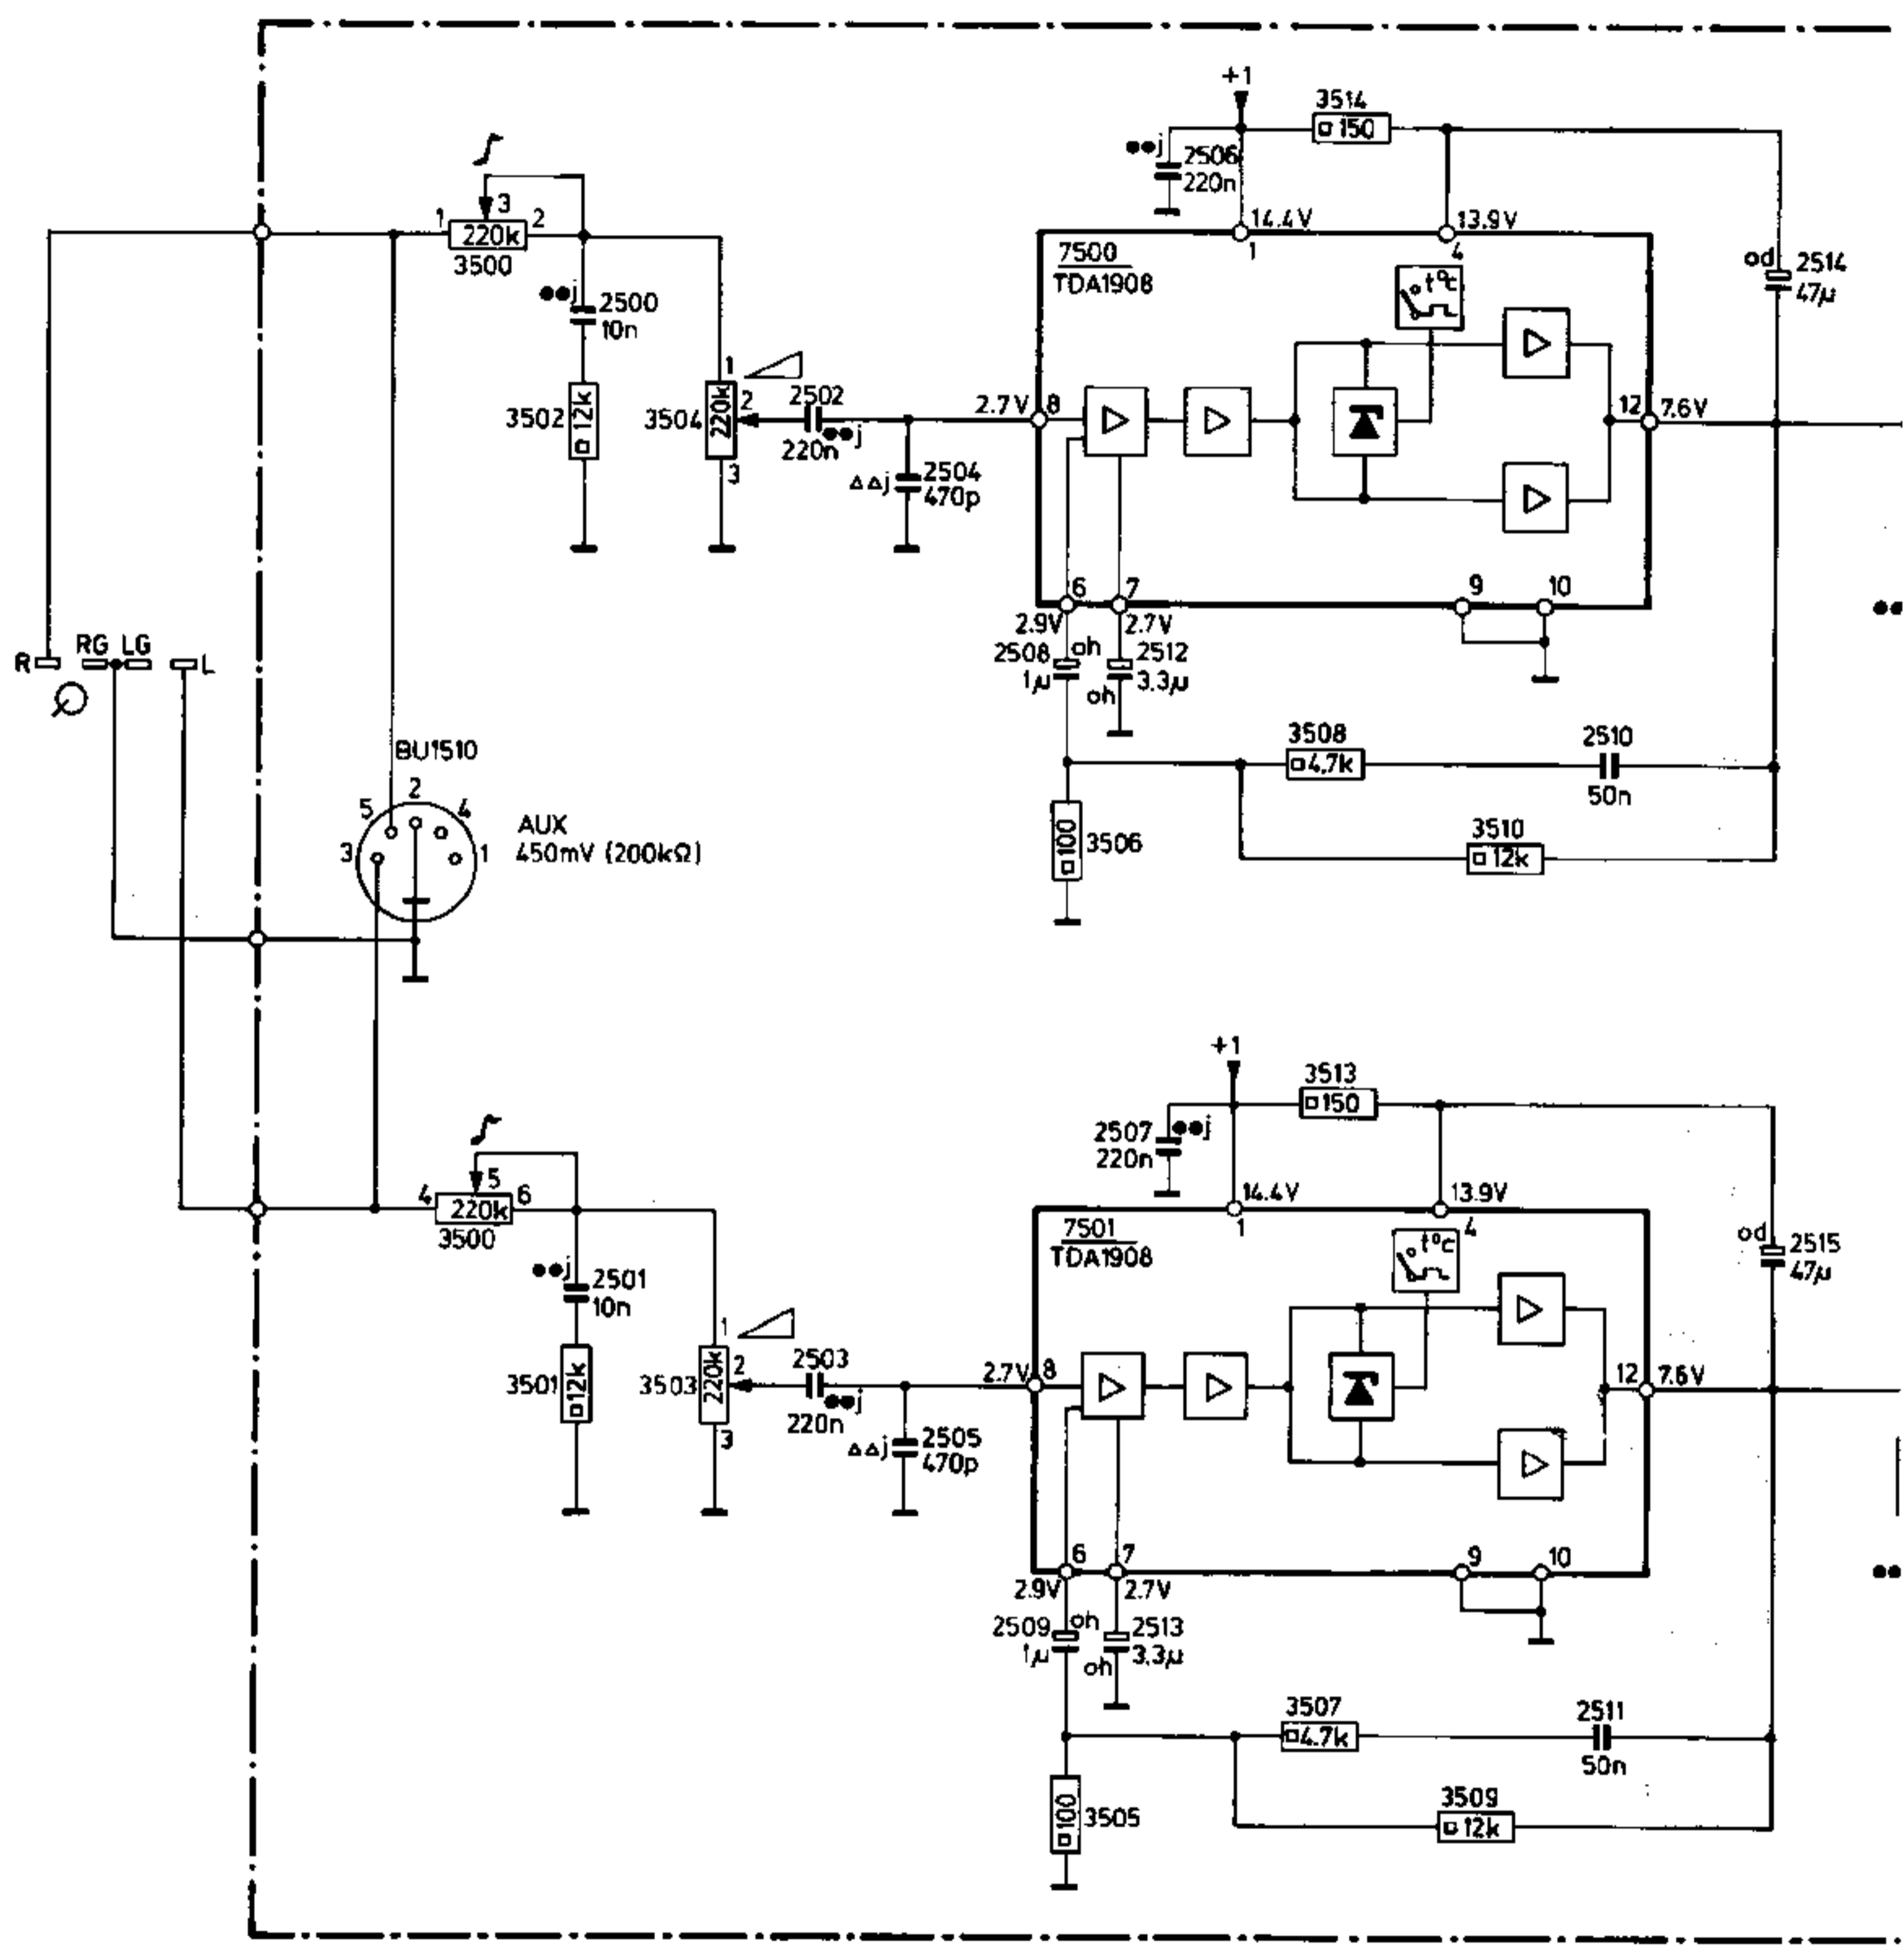 +1
3514
150
j 2506
220n
3
1 2
220k
3500
14.4V 13.9V
1 4
7500
TDA1908
t°C
od 2514
47µ
j 2500
10n
1
3502 12k
3504 220k 2
3
2502
220n j
2.7V 8
12 7.6V
ΔΔj 2504
470p
6 7 9 10
2.9V 2.7V
2508 oh 2512
1µ oh 3.3µ
R RG LG L
BU1510
5 2 4
3 1
AUX
450mV (200kΩ)
3508 2510
4.7k
50n
100 3506
3510
12k
+1
3513
150
2507 j
220n
5
4 6
220k
3500
14.4V 13.9V
1 4
7501
TDA1908
t°C
od 2515
47µ
j 2501
10n
1
3501 12k
3503 220k 2
3
2503
220n j
2.7V 8
12 7.6V
ΔΔj 2505
470p
6 7 9 10
2.9V 2.7V
2509 oh 2513
1µ oh 3.3µ
3507 2511
4.7k
50n
100 3505
3509
12k